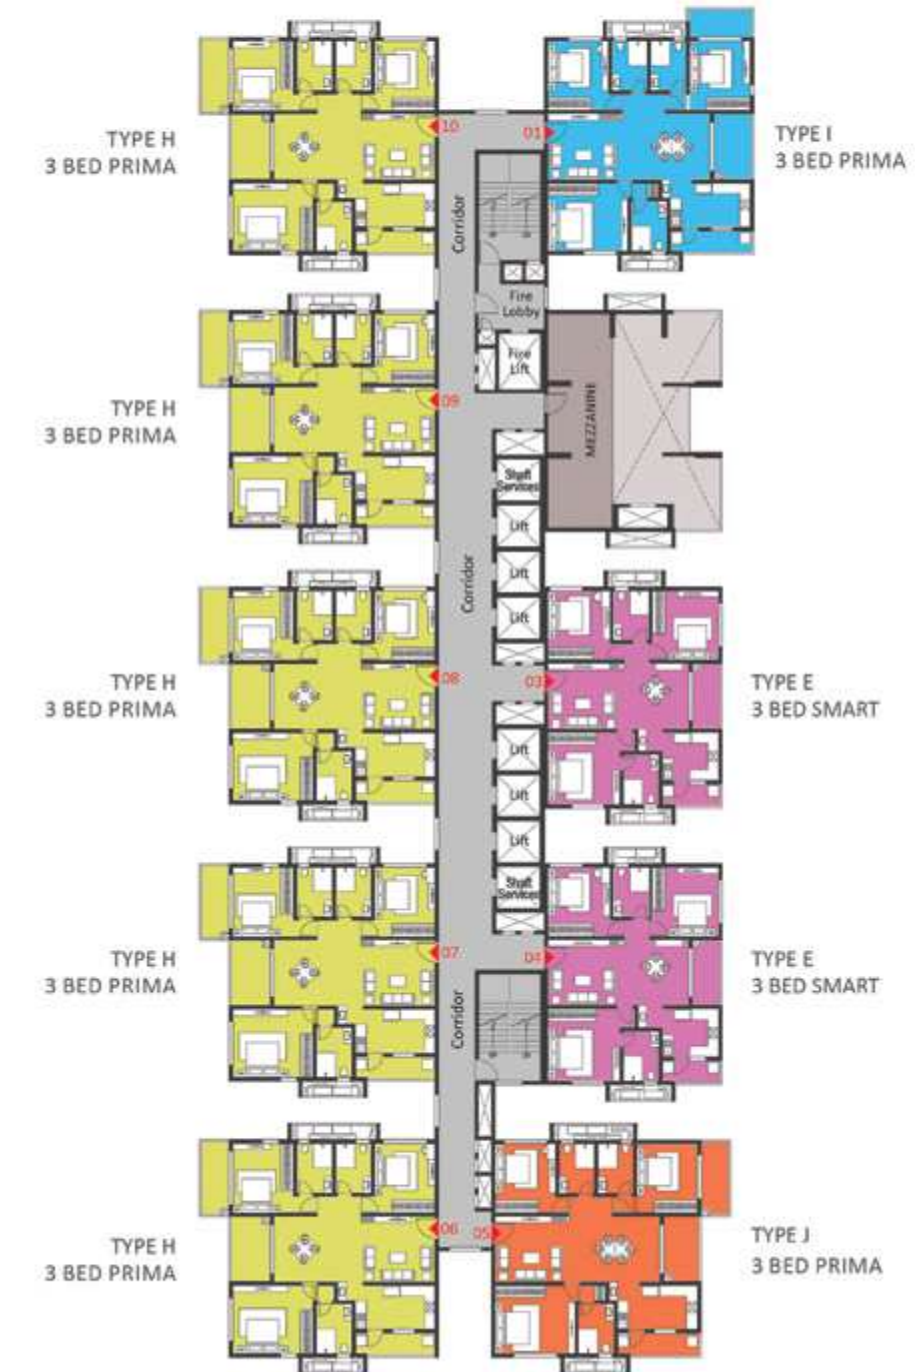 TYPE H
3 BED PRIMA
10
01
TYPE I
3 BED PRIMA
Corridor
Fire
Lobby
Fire
Lift
TYPE H
3 BED PRIMA
09
MEZZANINE
Shaft
Services
Lift
Lift
Corridor
Lift
TYPE H
3 BED PRIMA
08
03
TYPE E
3 BED SMART
Lift
Lift
Lift
Shaft
Services
TYPE H
3 BED PRIMA
07
04
TYPE E
3 BED SMART
Corridor
TYPE H
3 BED PRIMA
06
05
TYPE J
3 BED PRIMA